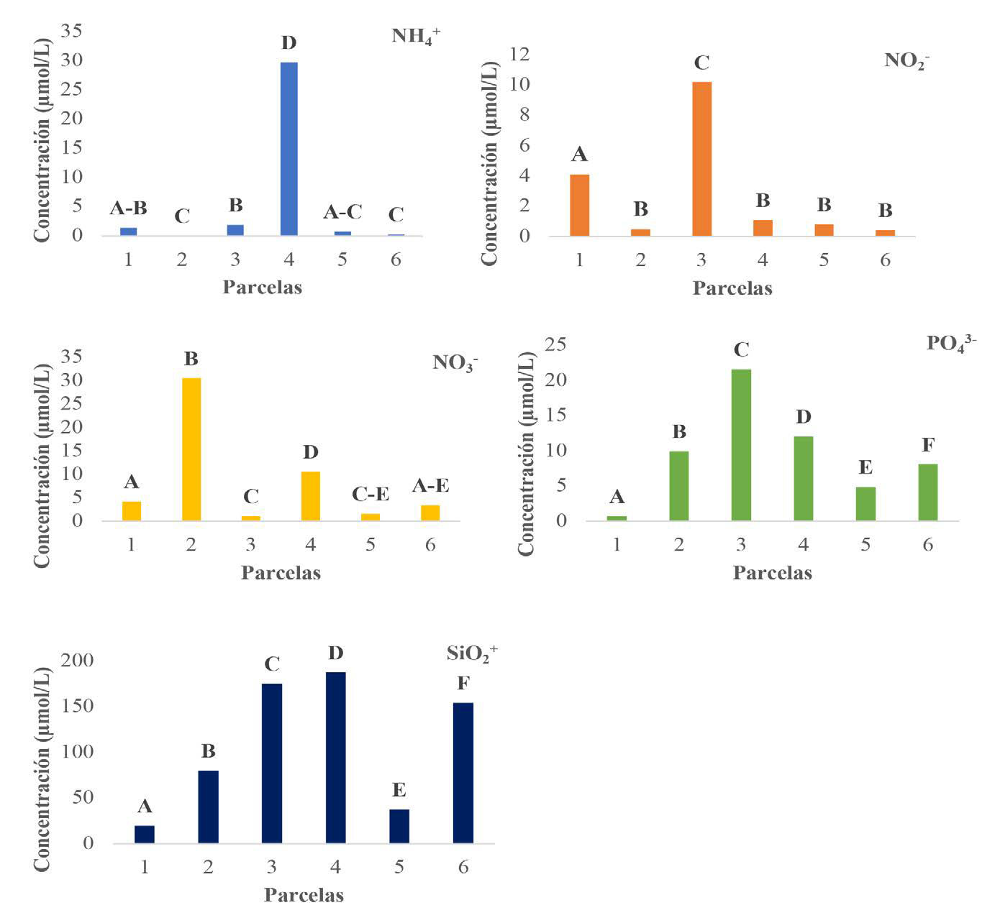 NH₄⁺
Concentración (µmol/L)
35
30
25
20
15
10
5
0
A-B
C
B
D
A-C
C
1 2 3 4 5 6
Parcelas
NO₂⁻
Concentración (µmol/L)
12
10
8
6
4
2
0
A
B
C
B
B
B
1 2 3 4 5 6
Parcelas
NO₃⁻
Concentración (µmol/L)
35
30
25
20
15
10
5
0
A
B
C
D
C-E
A-E
1 2 3 4 5 6
Parcelas
PO₄³⁻
Concentración (µmol/L)
25
20
15
10
5
0
A
B
C
D
E
F
1 2 3 4 5 6
Parcelas
SiO₂⁺
Concentración (µmol/L)
200
150
100
50
0
A
B
C
D
E
F
1 2 3 4 5 6
Parcelas